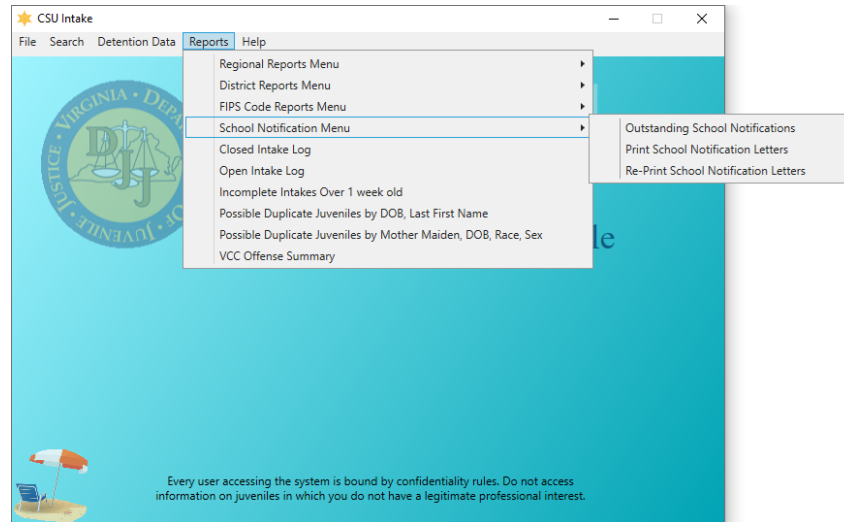 CSU Intake
File Search Detention Data Reports Help
Regional Reports Menu
District Reports Menu
FIPS Code Reports Menu
School Notification Menu
Closed Intake Log
Open Intake Log
Incomplete Intakes Over 1 week old
Possible Duplicate Juveniles by DOB, Last First Name
Possible Duplicate Juveniles by Mother Maiden, DOB, Race, Sex
VCC Offense Summary
Outstanding School Notifications
Print School Notification Letters
Re-Print School Notification Letters
DJJ
le
Every user accessing the system is bound by confidentiality rules. Do not access
information on juveniles in which you do not have a legitimate professional interest.